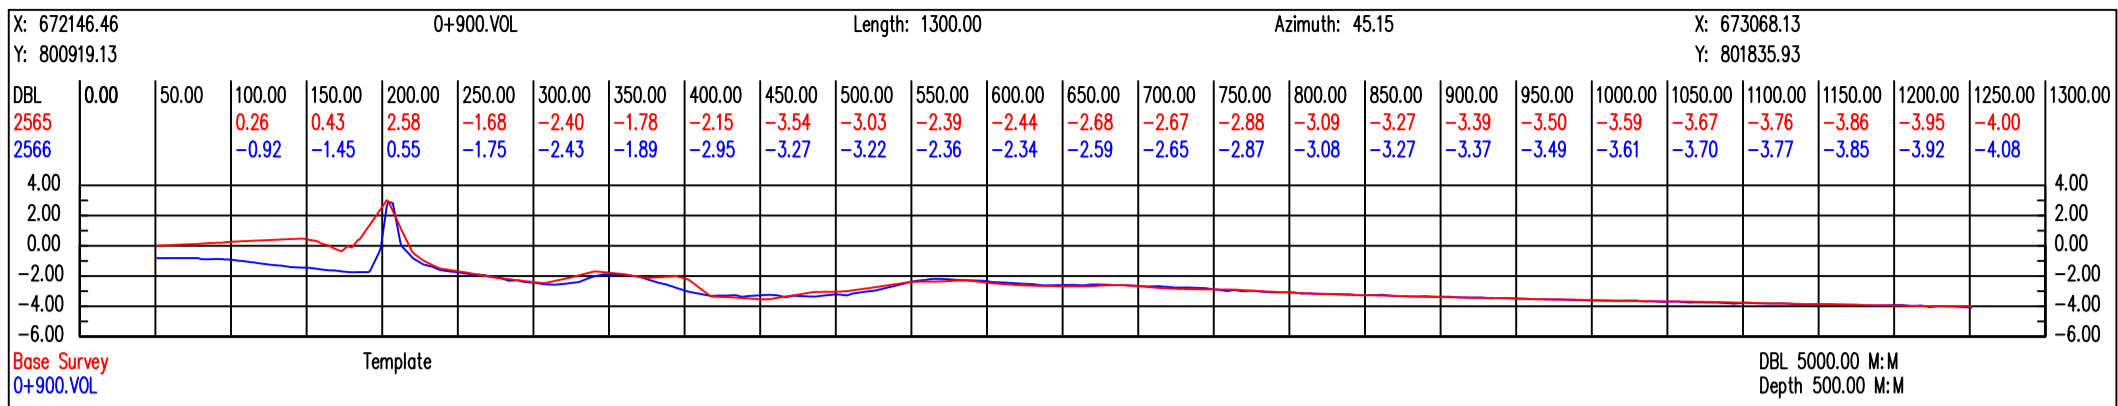 X: 672146.46 0+900.VOL Length: 1300.00 Azimuth: 45.15 X: 673068.13
Y: 800919.13 Y: 801835.93
DBL 0.00 50.00 100.00 150.00 200.00 250.00 300.00 350.00 400.00 450.00 500.00 550.00 600.00 650.00 700.00 750.00 800.00 850.00 900.00 950.00 1000.00 1050.00 1100.00 1150.00 1200.00 1250.00 1300.00
2565 0.26 0.43 2.58 -1.68 -2.40 -1.78 -2.15 -3.54 -3.03 -2.39 -2.44 -2.68 -2.67 -2.88 -3.09 -3.27 -3.39 -3.50 -3.59 -3.67 -3.76 -3.86 -3.95 -4.00
2566 -0.92 -1.45 0.55 -1.75 -2.43 -1.89 -2.95 -3.27 -3.22 -2.36 -2.34 -2.59 -2.65 -2.87 -3.08 -3.27 -3.37 -3.49 -3.61 -3.70 -3.77 -3.85 -3.92 -4.08
4.00 4.00
2.00 2.00
0.00 0.00
-2.00 -2.00
-4.00 -4.00
-6.00 -6.00
Base Survey Template DBL 5000.00 M:M
0+900.VOL Depth 500.00 M:M